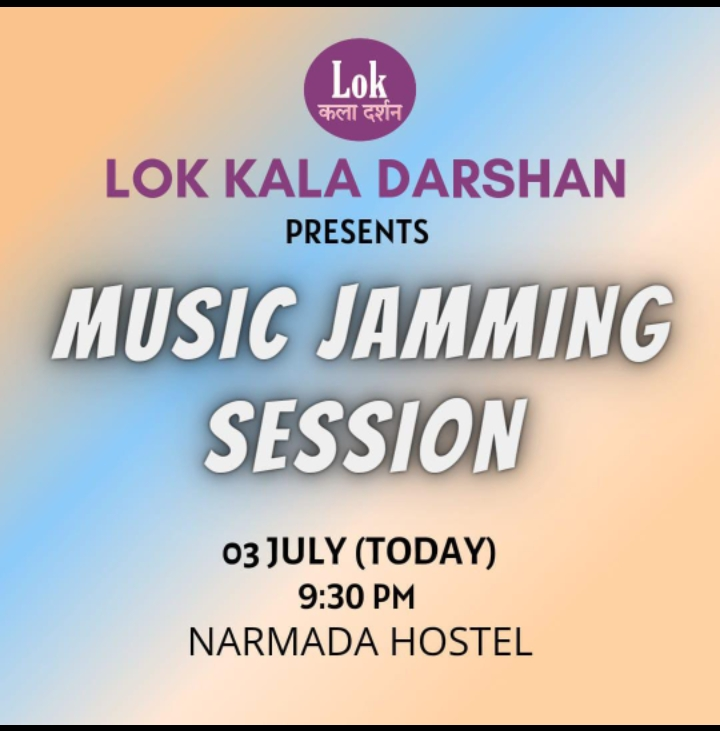 Lok
कला दर्शन
LOK KALA DARSHAN
PRESENTS
MUSIC JAMMING
SESSION
03 JULY (TODAY)
9:30 PM
NARMADA HOSTEL